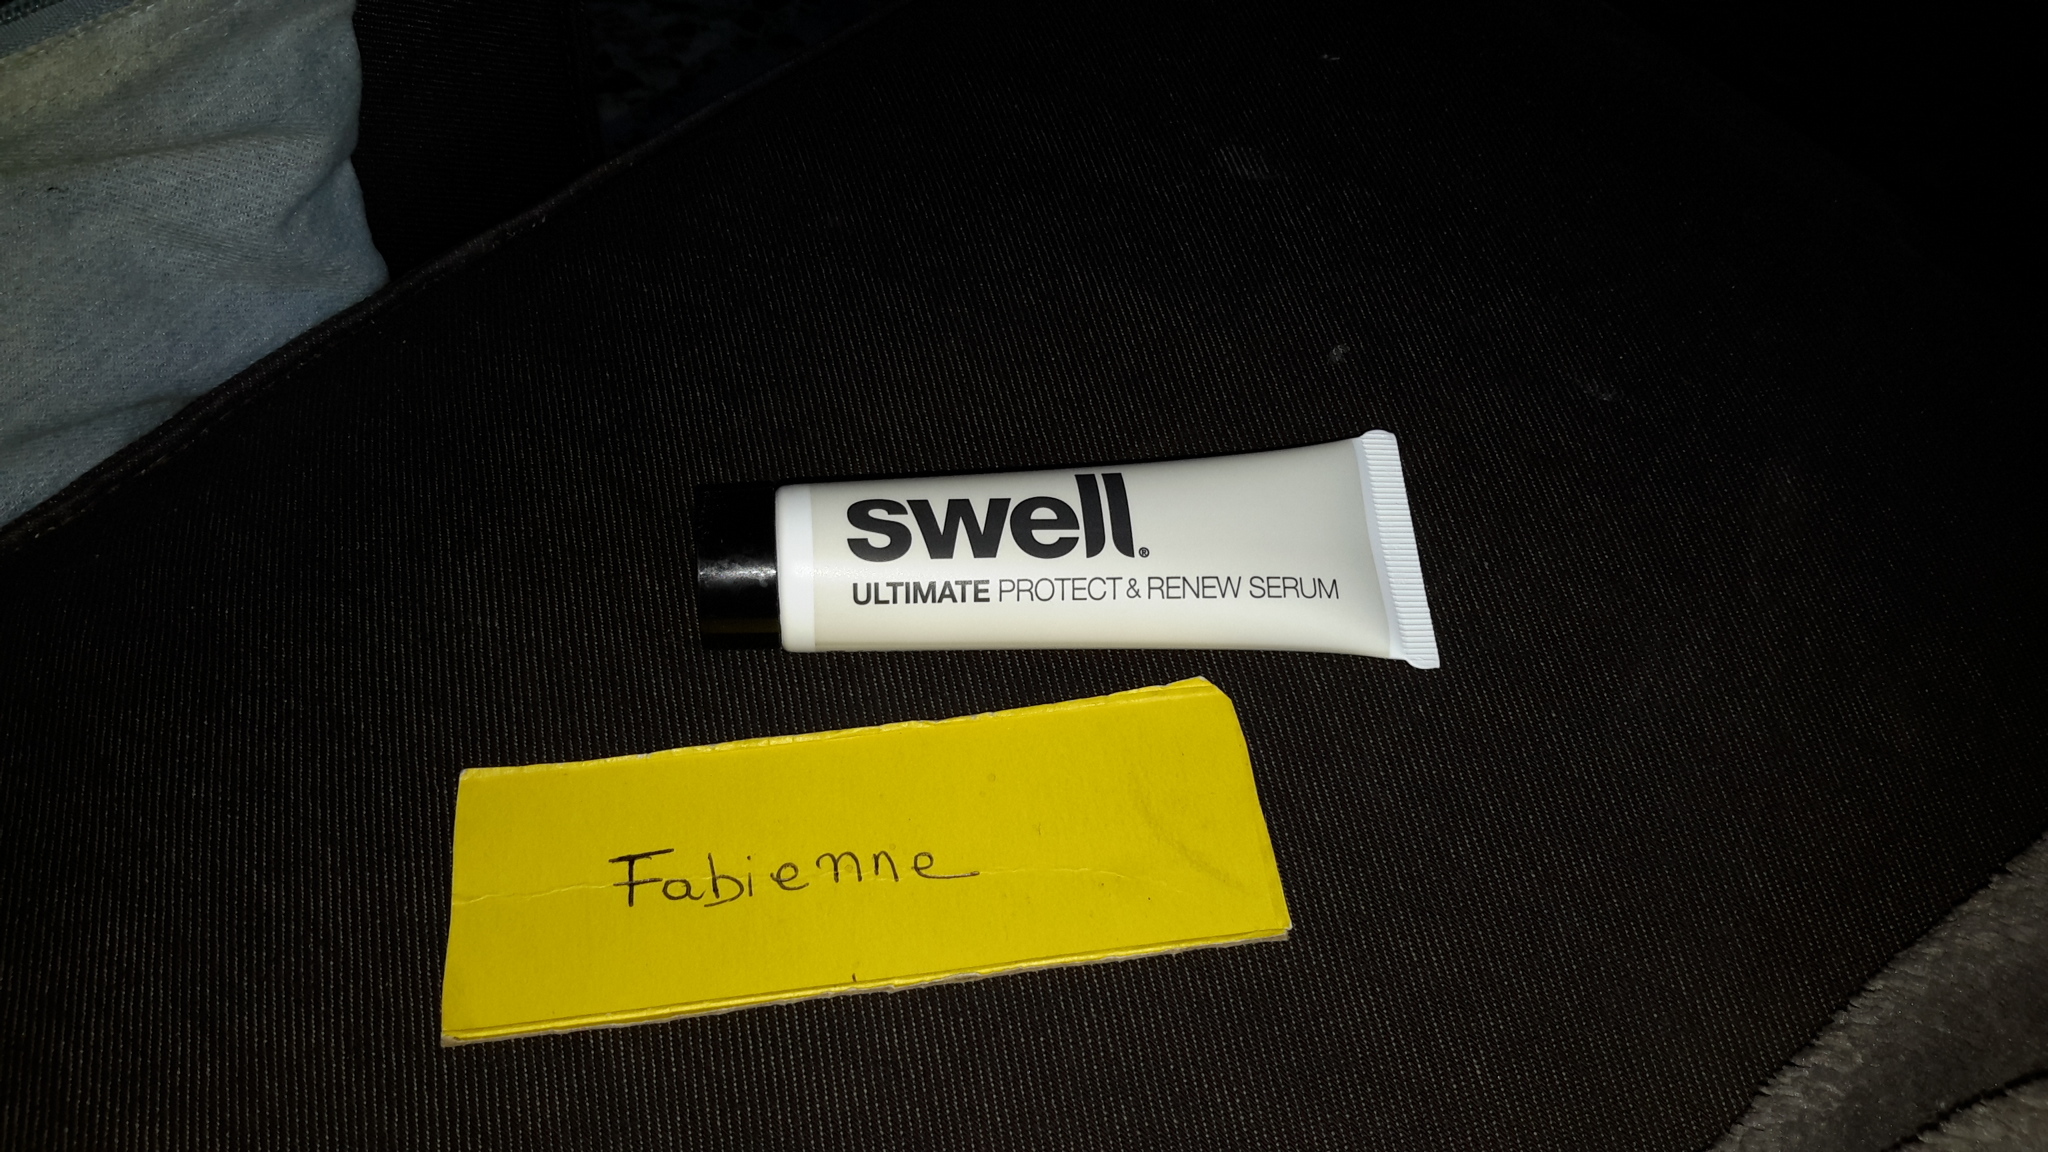 swell®
ULTIMATE PROTECT & RENEW SERUM
Fabienne